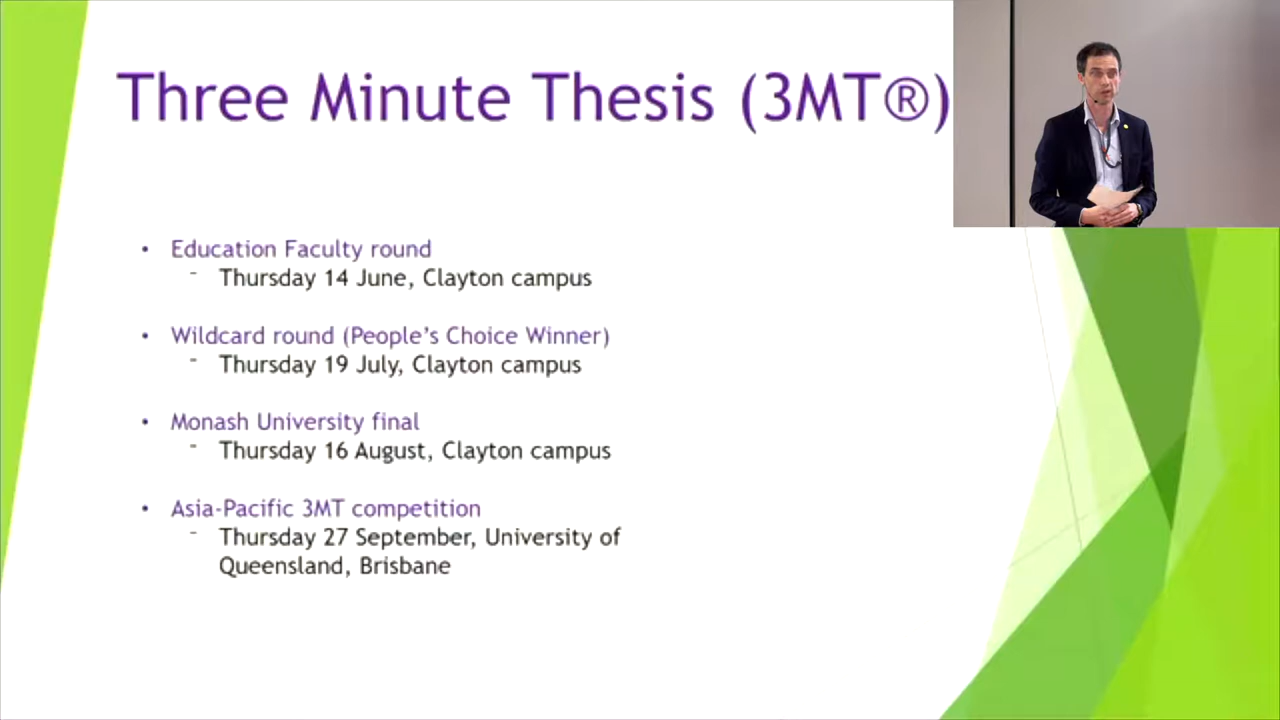 Three Minute Thesis (3MT®)
• Education Faculty round
- Thursday 14 June, Clayton campus
• Wildcard round (People’s Choice Winner)
- Thursday 19 July, Clayton campus
• Monash University final
- Thursday 16 August, Clayton campus
• Asia-Pacific 3MT competition
- Thursday 27 September, University of
Queensland, Brisbane